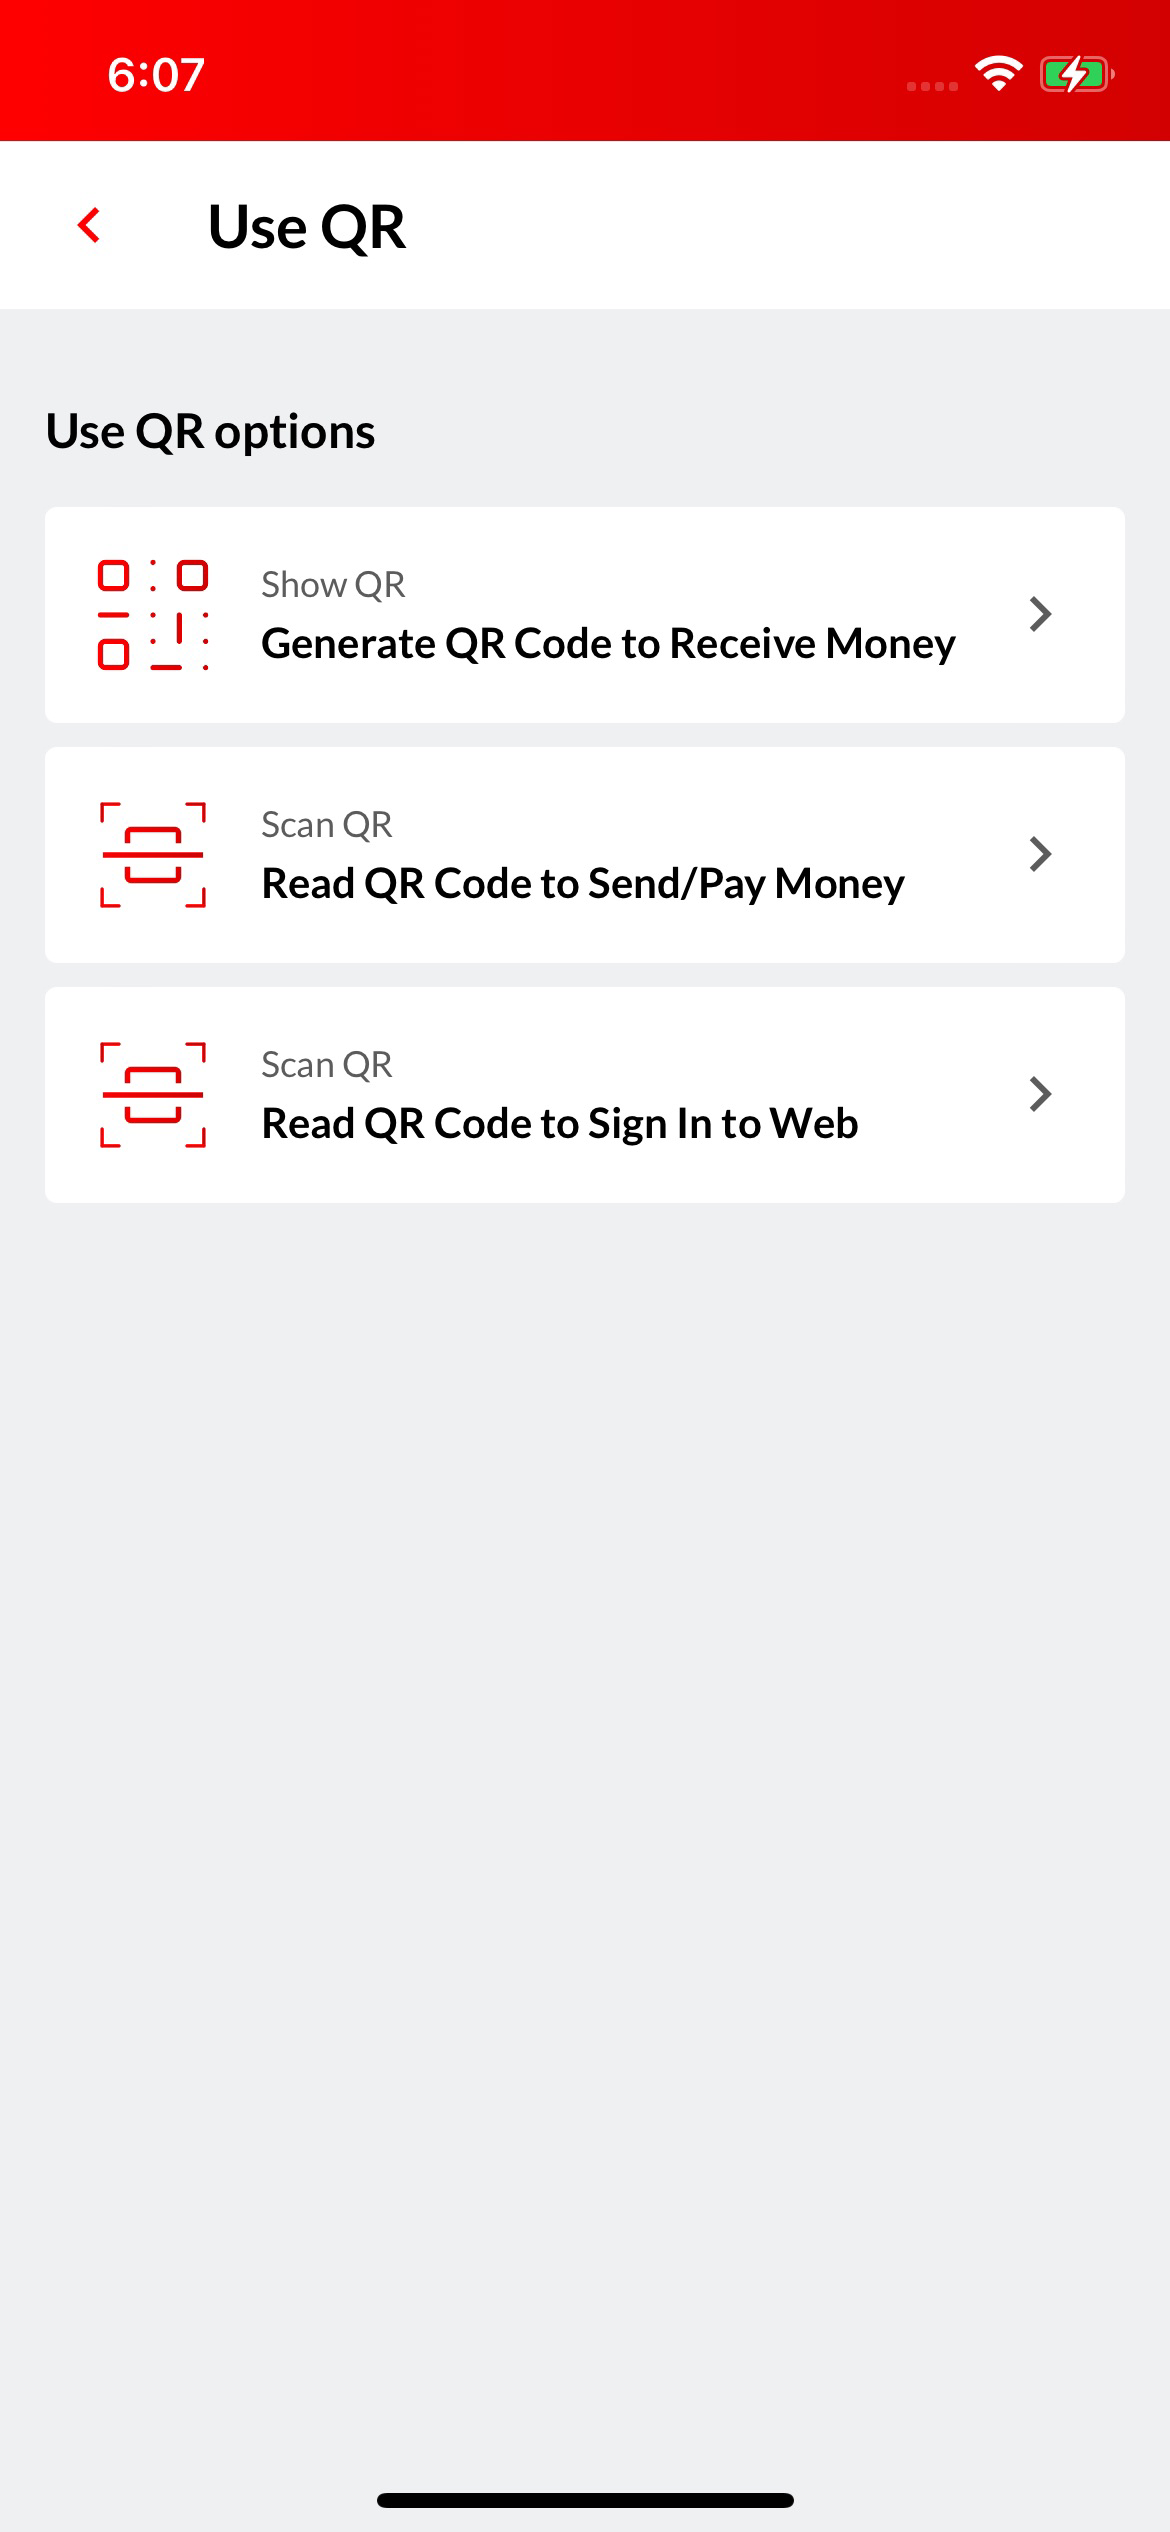 6:07
Use QR
Use QR options
Show QR
Generate QR Code to Receive Money
Scan QR
Read QR Code to Send/Pay Money
Scan QR
Read QR Code to Sign In to Web